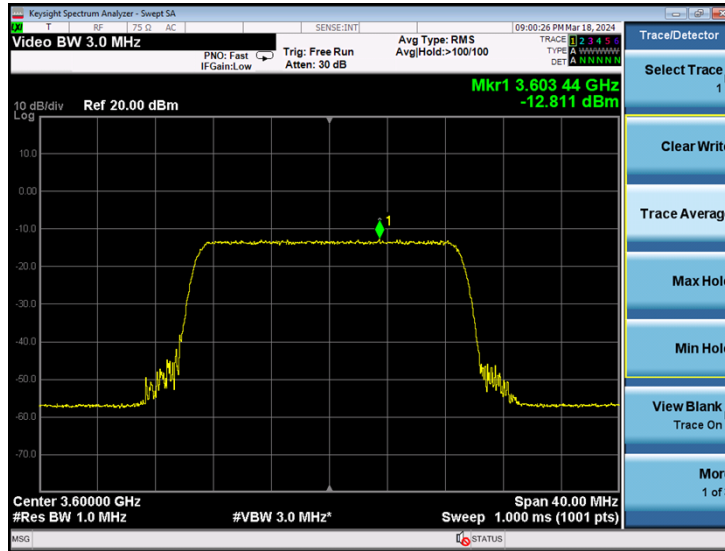 Keysight Spectrum Analyzer - Swept SA
LXI T RF 75 Ω AC SENSE:INT 09:00:26 PM Mar 18, 2024
Video BW 3.0 MHz
PNO: Fast
IFGain:Low
Trig: Free Run
Atten: 30 dB
Avg Type: RMS
Avg|Hold:>100/100
TRACE 1 2 3 4 5 6
TYPE A WWWWW
DET A N N N N N
Mkr1 3.603 44 GHz
-12.811 dBm
10 dB/div Ref 20.00 dBm
Log
10.0
0.00
-10.0
-20.0
-30.0
-40.0
-50.0
-60.0
-70.0
1
Center 3.60000 GHz
Span 40.00 MHz
#Res BW 1.0 MHz
#VBW 3.0 MHz*
Sweep 1.000 ms (1001 pts)
MSG
STATUS
Trace/Detector
Select Trace
1
Clear Write
Trace Average
Max Hold
Min Hold
View Blank
Trace On
More
1 of